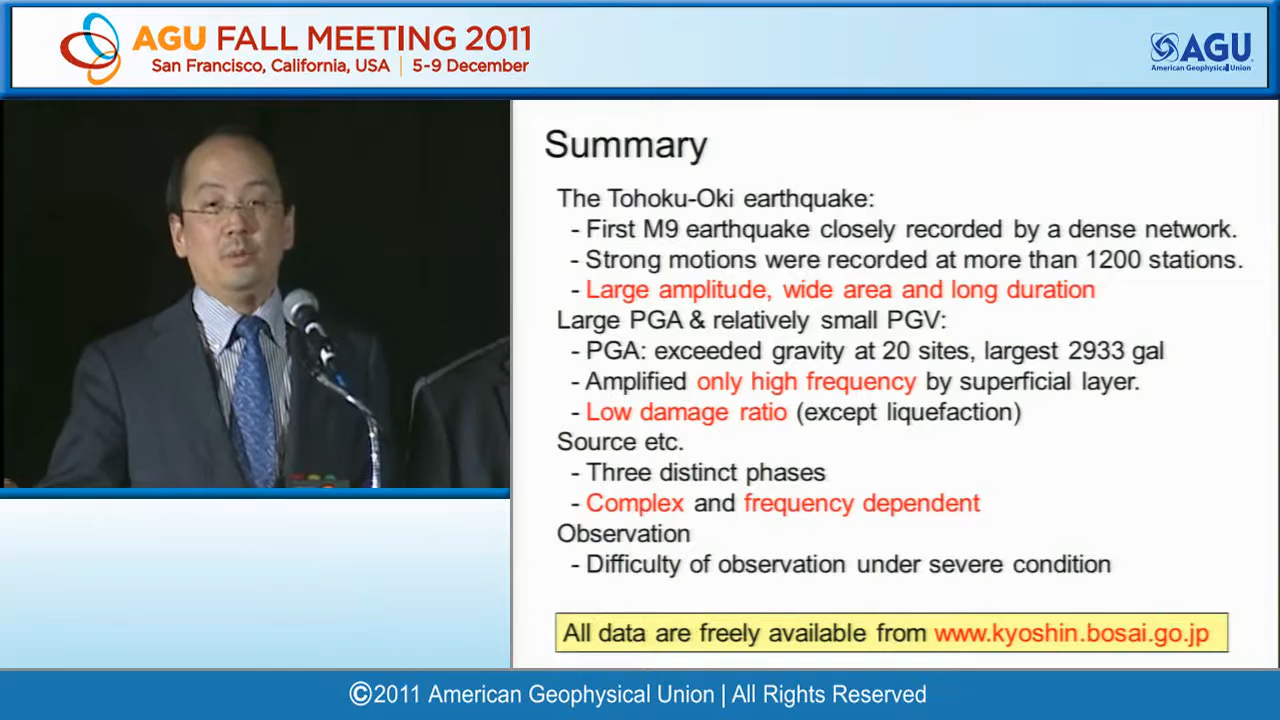 AGU FALL MEETING 2011
San Francisco, California, USA | 5-9 December
AGU
American Geophysical Union
Summary
The Tohoku-Oki earthquake:
- First M9 earthquake closely recorded by a dense network.
- Strong motions were recorded at more than 1200 stations.
- Large amplitude, wide area and long duration
Large PGA & relatively small PGV:
- PGA: exceeded gravity at 20 sites, largest 2933 gal
- Amplified only high frequency by superficial layer.
- Low damage ratio (except liquefaction)
Source etc.
- Three distinct phases
- Complex and frequency dependent
Observation
- Difficulty of observation under severe condition
All data are freely available from www.kyoshin.bosai.go.jp
©2011 American Geophysical Union | All Rights Reserved